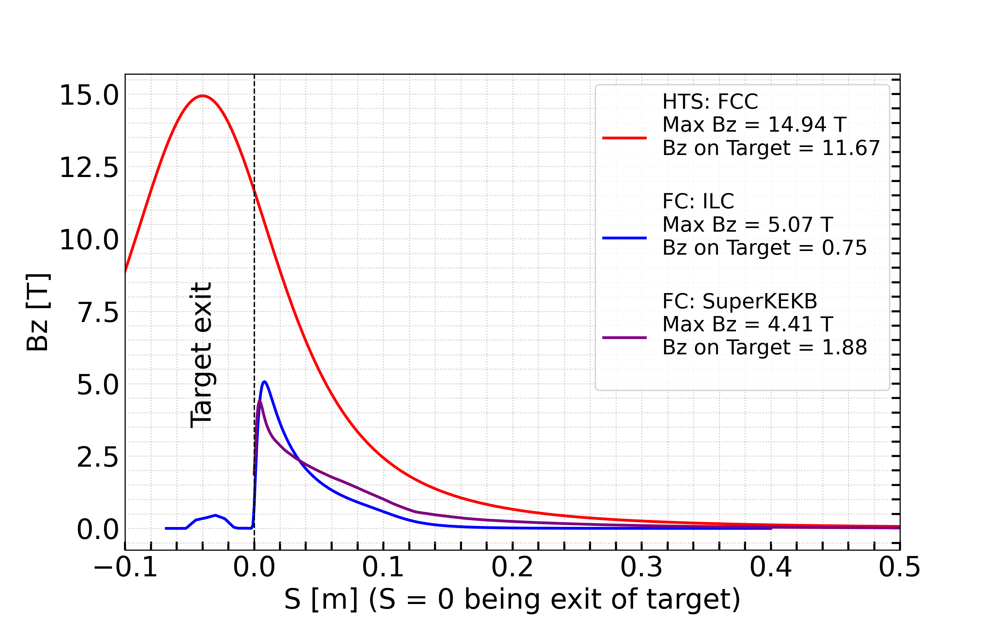 15.0
12.5
10.0
7.5
5.0
2.5
0.0
Bz [T]
Target exit
HTS: FCC
Max Bz = 14.94 T
Bz on Target = 11.67
FC: ILC
Max Bz = 5.07 T
Bz on Target = 0.75
FC: SuperKEKB
Max Bz = 4.41 T
Bz on Target = 1.88
−0.1 0.0 0.1 0.2 0.3 0.4 0.5
S [m] (S = 0 being exit of target)